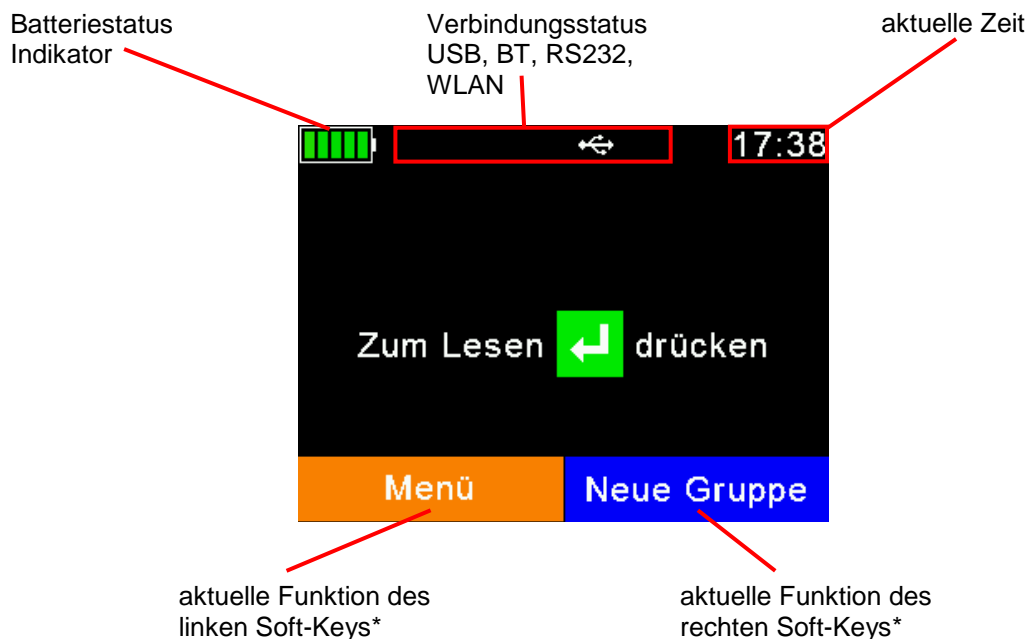 Batteriestatus
Indikator
Verbindungsstatus
USB, BT, RS232,
WLAN
aktuelle Zeit
17:38
Zum Lesen drücken
Menü
Neue Gruppe
aktuelle Funktion des
linken Soft-Keys*
aktuelle Funktion des
rechten Soft-Keys*